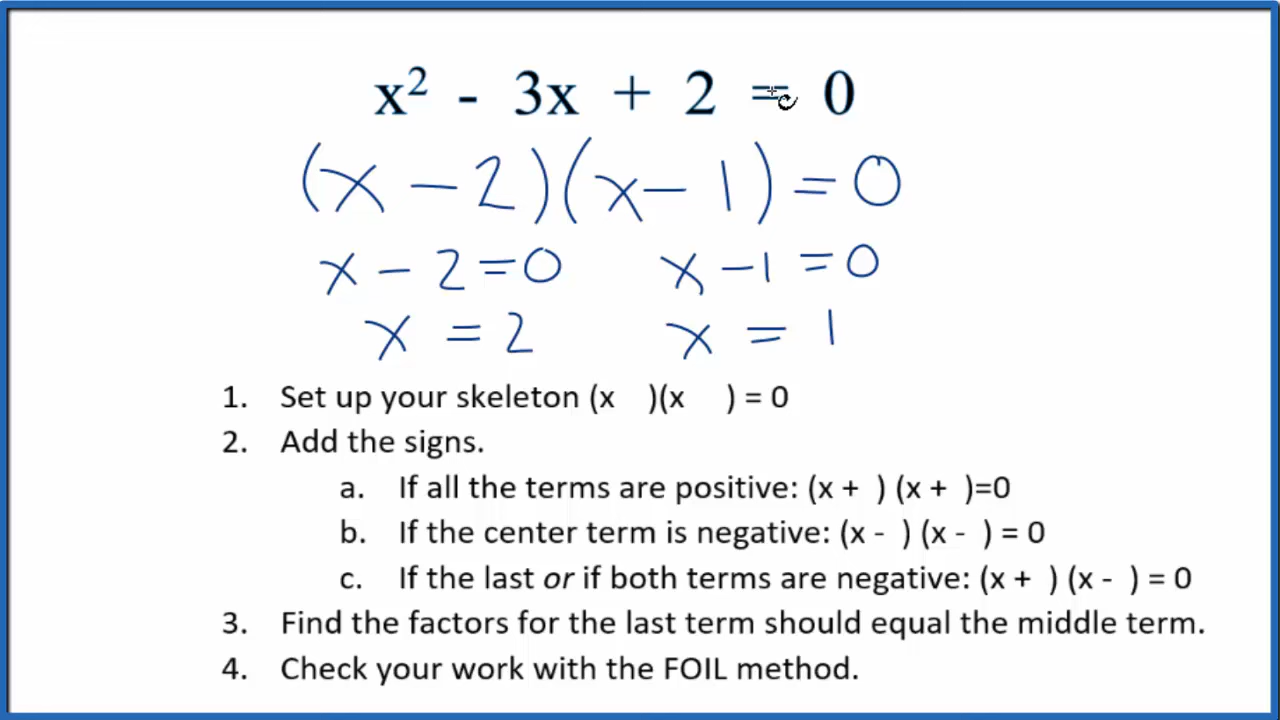 x² - 3x + 2 = 0
(x - 2)(x - 1) = 0
x - 2 = 0 x - 1 = 0
x = 2 x = 1
1. Set up your skeleton (x   )(x   ) = 0
2. Add the signs.
a. If all the terms are positive: (x +  ) (x +  )=0
b. If the center term is negative: (x -  ) (x -  ) = 0
c. If the last or if both terms are negative: (x +  ) (x -  ) = 0
3. Find the factors for the last term should equal the middle term.
4. Check your work with the FOIL method.